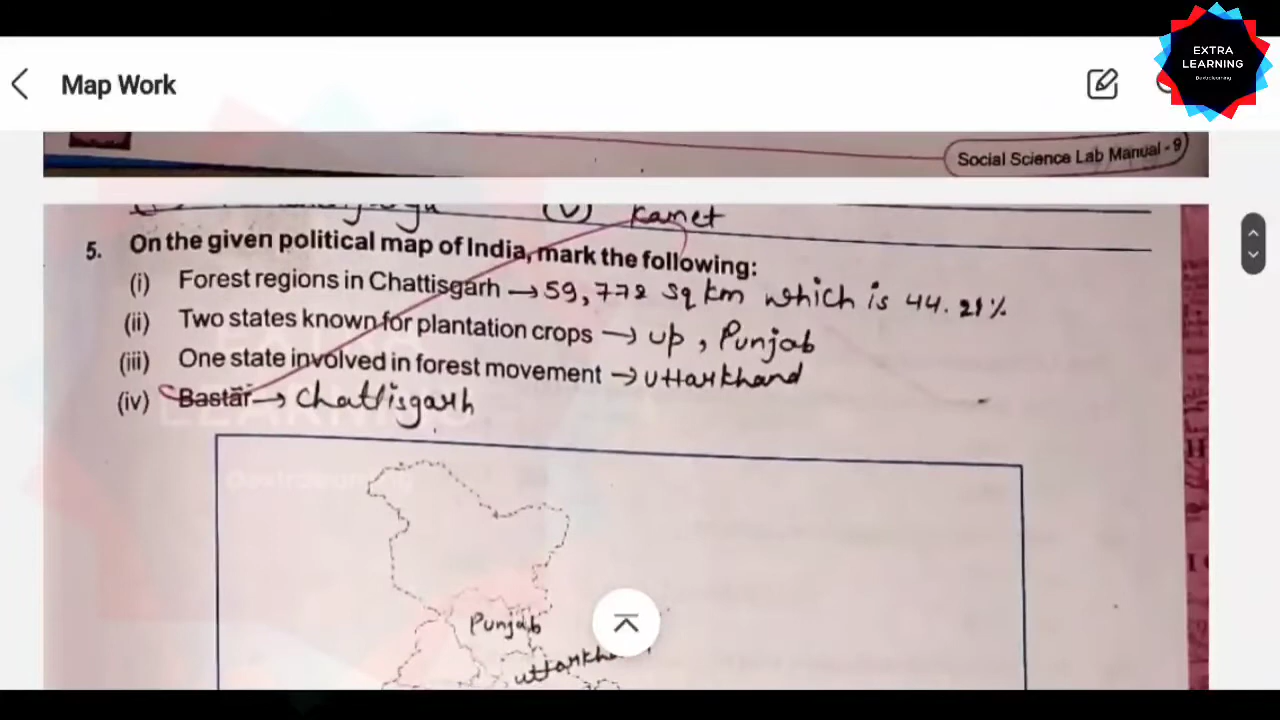 EXTRA
LEARNING
Map Work
Social Science Lab Manual - 9
(V) Kamet
5. On the given political map of India, mark the following:
(i) Forest regions in Chattisgarh → 59,772 sq km which is 44.21%
(ii) Two states known for plantation crops → up, Punjab
(iii) One state involved in forest movement → uttarkhand
(iv) Bastar → Chattisgarh
Punjab